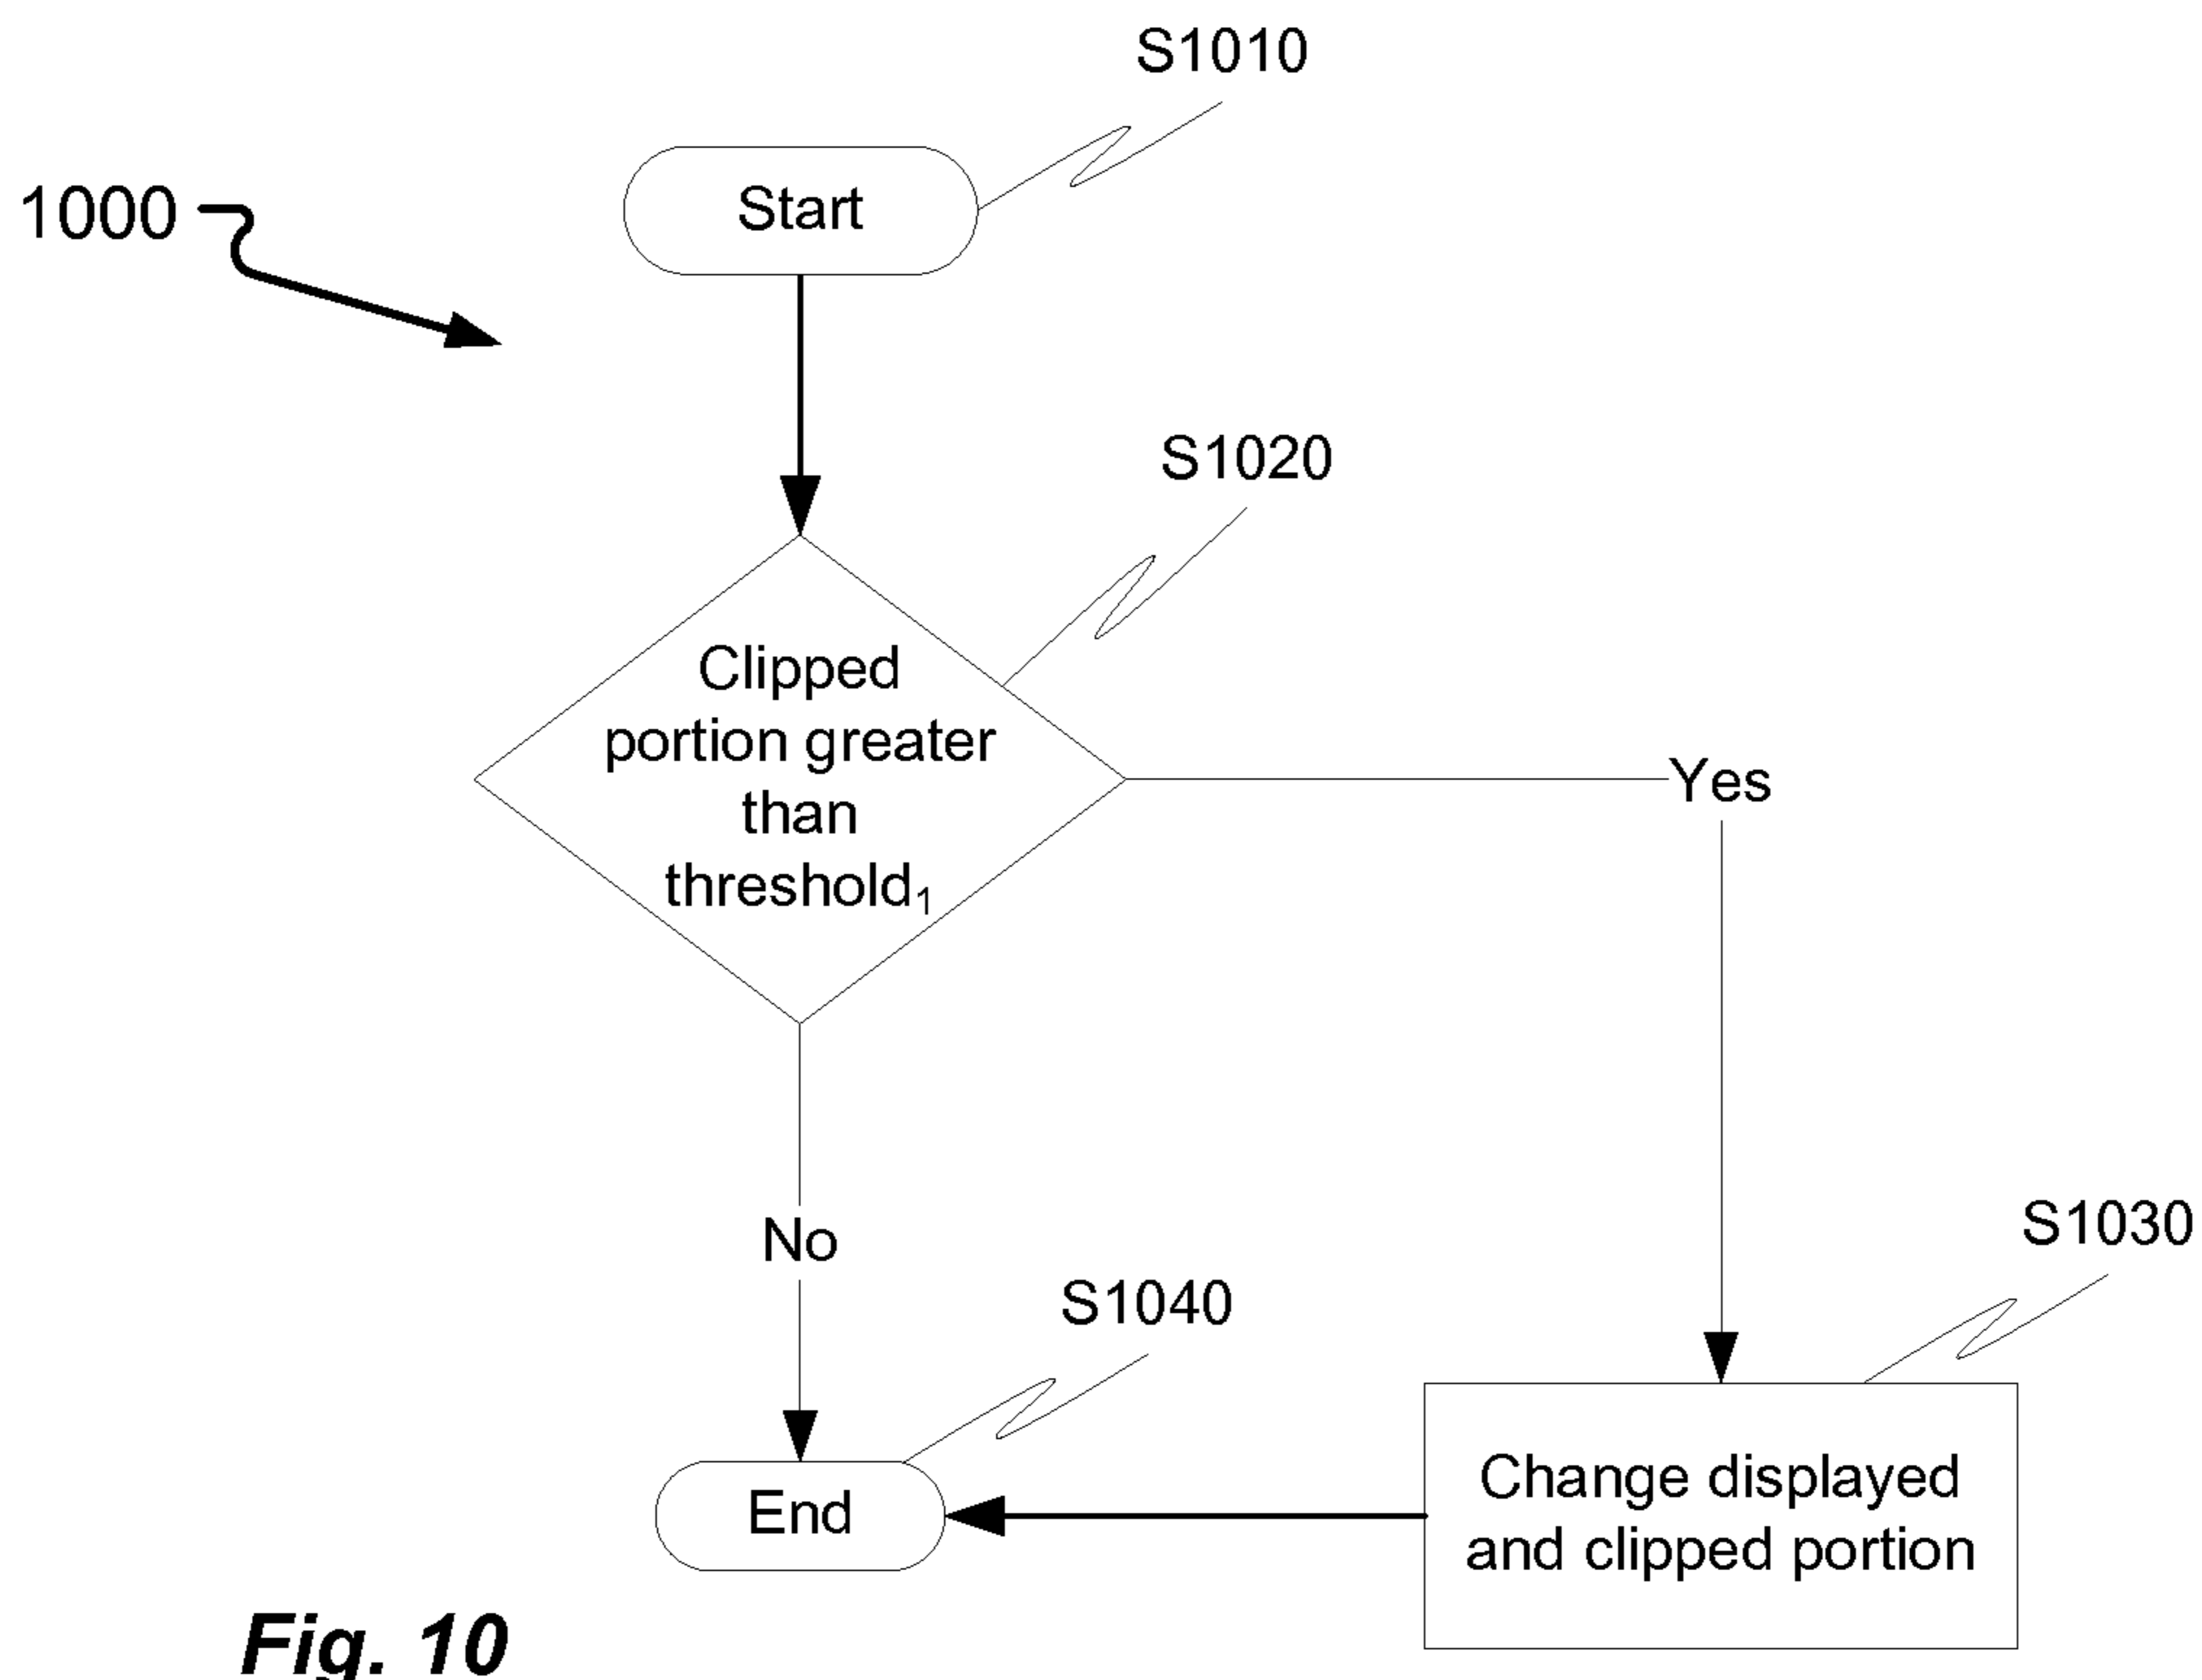 S1010
1000
Start
S1020
Clipped
portion greater
than
threshold₁
Yes
No
S1030
S1040
Change displayed
and clipped portion
End
Fig. 10